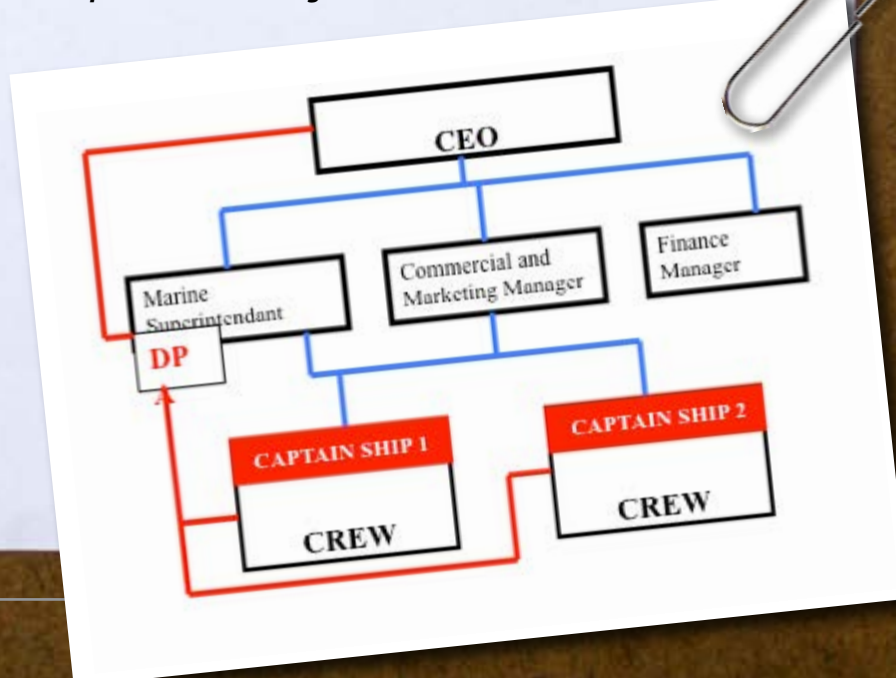 CEO
Marine
Superintendant
Commercial and
Marketing Manager
Finance
Manager
DP
A
CAPTAIN SHIP 1
CREW
CAPTAIN SHIP 2
CREW